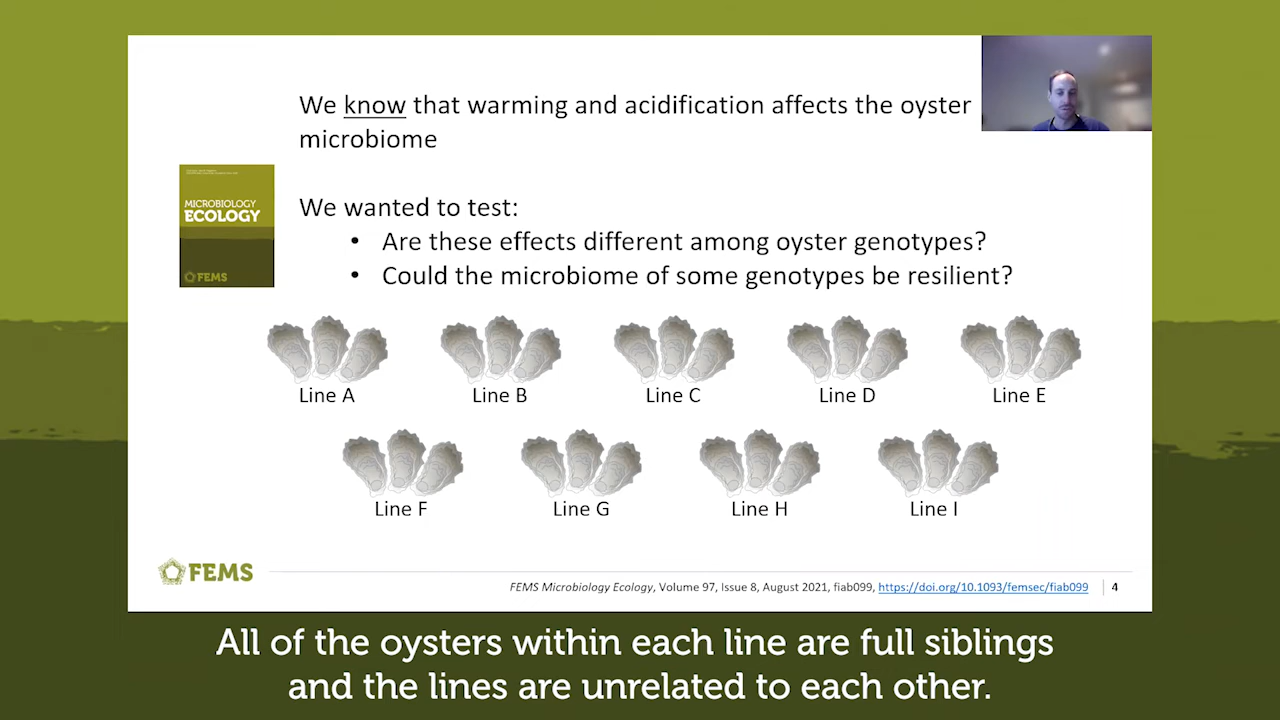 We know that warming and acidification affects the oyster
microbiome
MICROBIOLOGY
ECOLOGY
FEMS
We wanted to test:
• Are these effects different among oyster genotypes?
• Could the microbiome of some genotypes be resilient?
Line A
Line B
Line C
Line D
Line E
Line F
Line G
Line H
Line I
FEMS
FEMS Microbiology Ecology, Volume 97, Issue 8, August 2021, fiab099, https://doi.org/10.1093/femsec/fiab099
4
All of the oysters within each line are full siblings
and the lines are unrelated to each other.